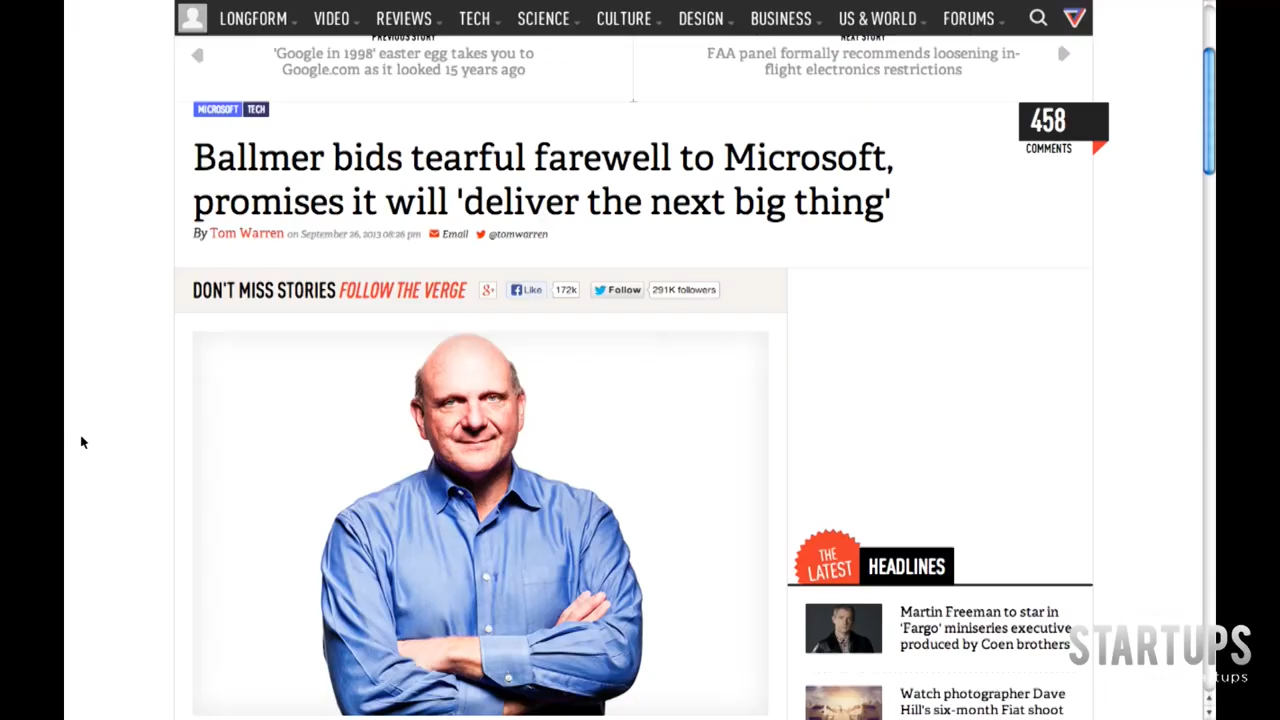 LONGFORM VIDEO REVIEWS TECH SCIENCE CULTURE DESIGN BUSINESS US & WORLD FORUMS
PREVIOUS STORY
'Google in 1998' easter egg takes you to
Google.com as it looked 15 years ago
NEXT STORY
FAA panel formally recommends loosening in-
flight electronics restrictions
MICROSOFT TECH
458
COMMENTS
Ballmer bids tearful farewell to Microsoft,
promises it will 'deliver the next big thing'
By Tom Warren on September 26, 2013 08:26 pm Email @tomwarren
DON'T MISS STORIES FOLLOW THE VERGE 8+ Like 172k Follow 291K followers
THE
LATEST
HEADLINES
Martin Freeman to star in
'Fargo' miniseries executive
produced by Coen brothers
Watch photographer Dave
Hill's six-month Fiat shoot
STARTUPS
tups